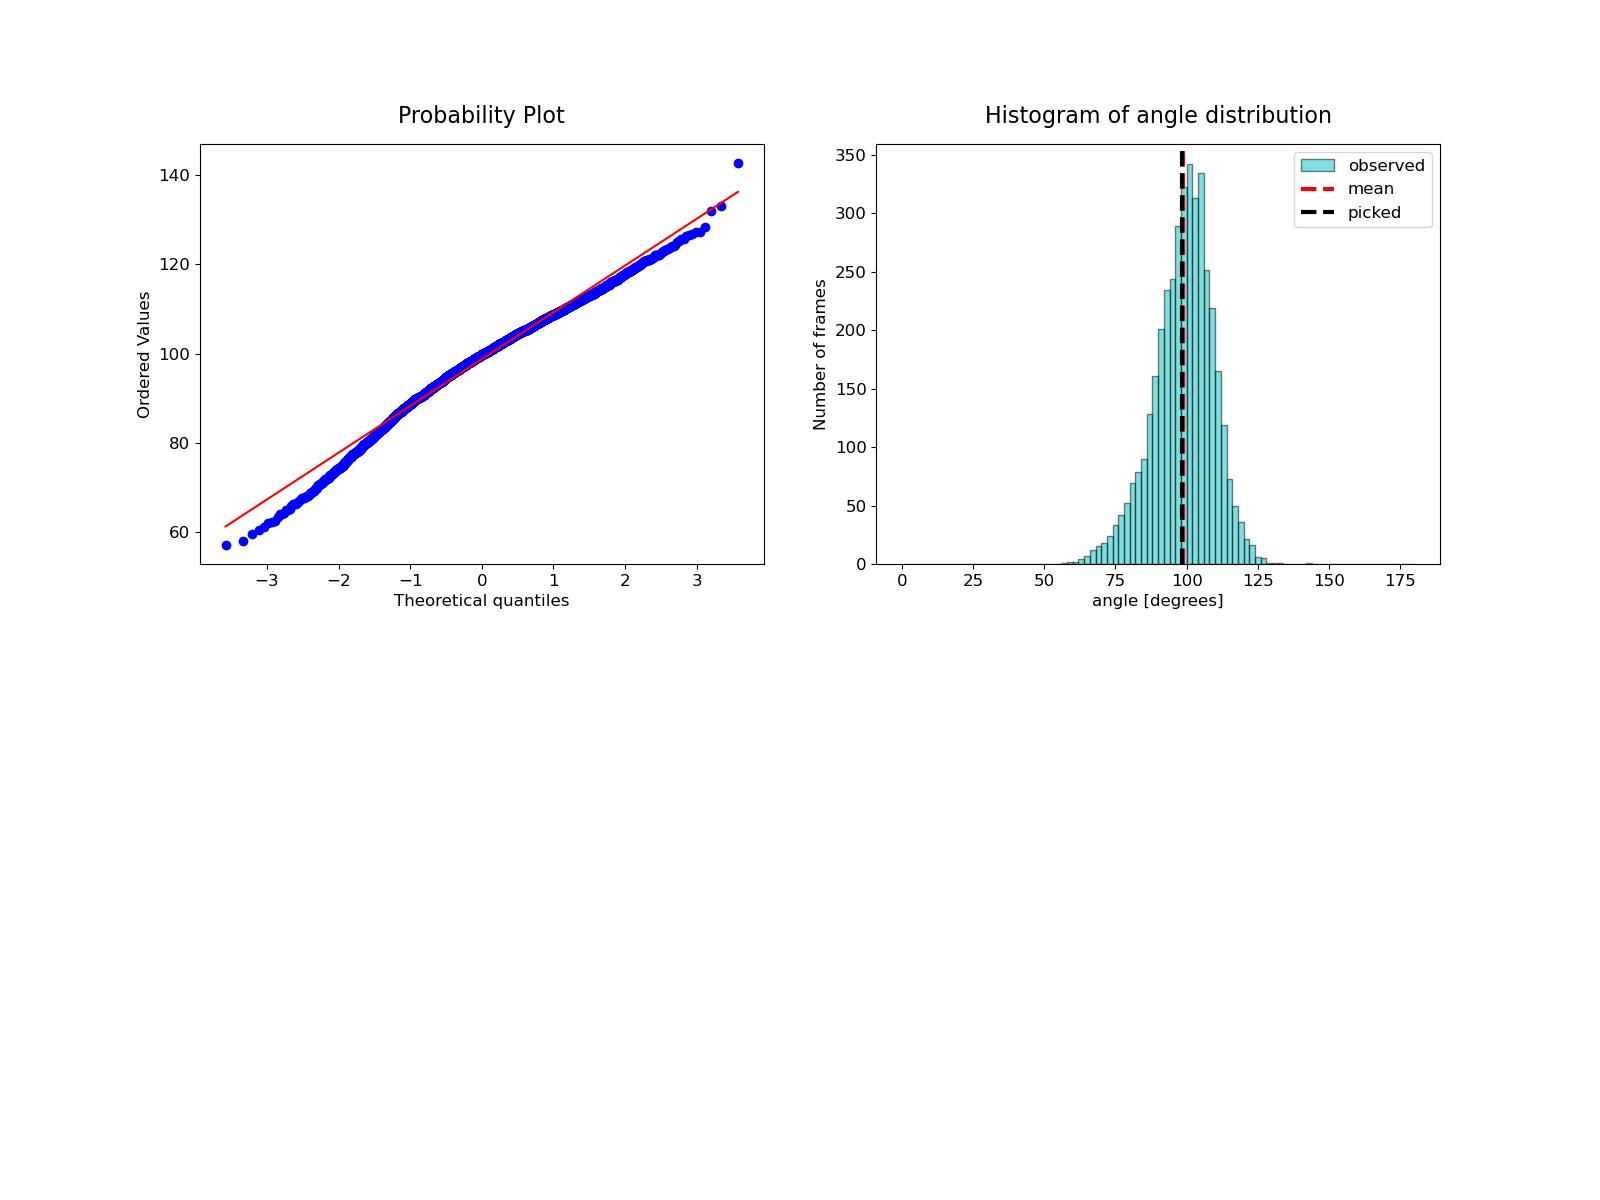 Probability Plot
Ordered Values
140
120
100
80
60
−3 −2 −1 0 1 2 3
Theoretical quantiles
Histogram of angle distribution
Number of frames
350
300
250
200
150
100
50
0
0 25 50 75 100 125 150 175
angle [degrees]
observed
mean
picked